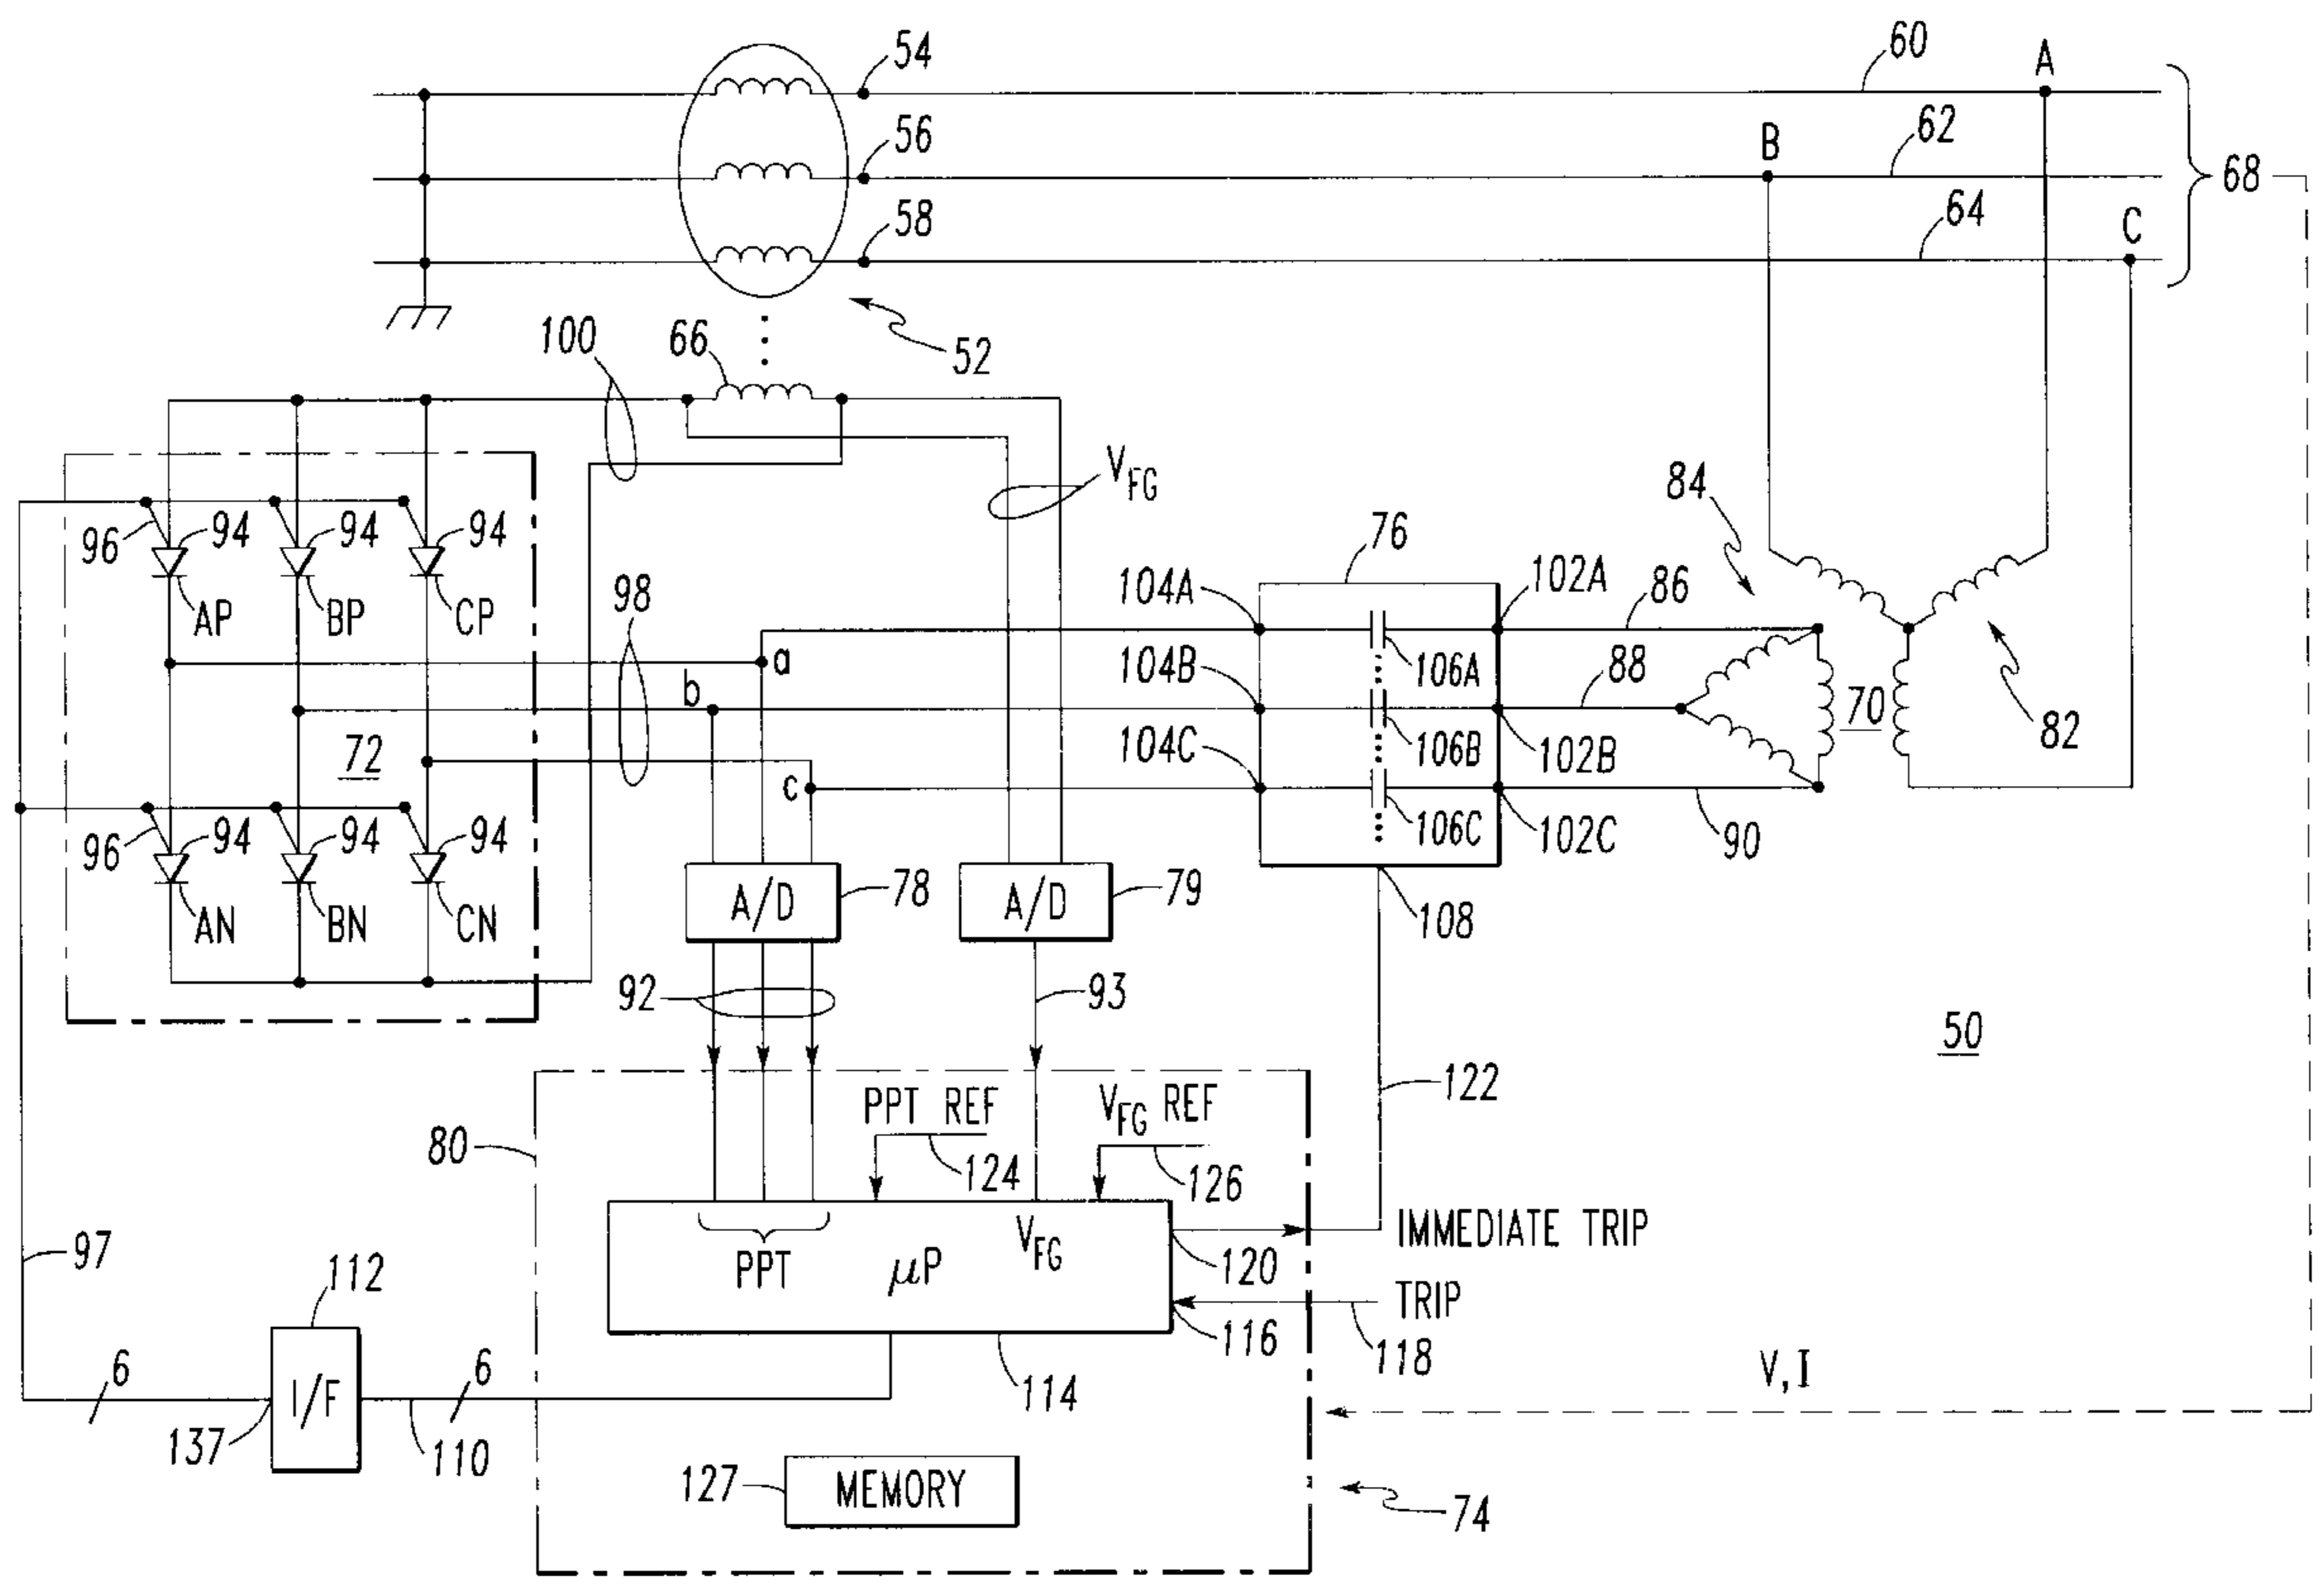 54
60
A
56
B
62
68
58
64
C
100
66
52
V_FG
84
76
96
94
94
94
104A
102A
86
AP
BP
CP
98
a
106A
104B
88
b
70
82
72
104C
106B
102B
c
106C
102C
90
96
94
94
94
A/D
78
A/D
79
108
AN
BN
CN
92
93
50
122
PPT REF
V_FG REF
80
124
126
97
PPT
μP
V_FG
120
IMMEDIATE TRIP
112
TRIP
116
118
6
I/F
6
114
V,I
137
110
127
MEMORY
74